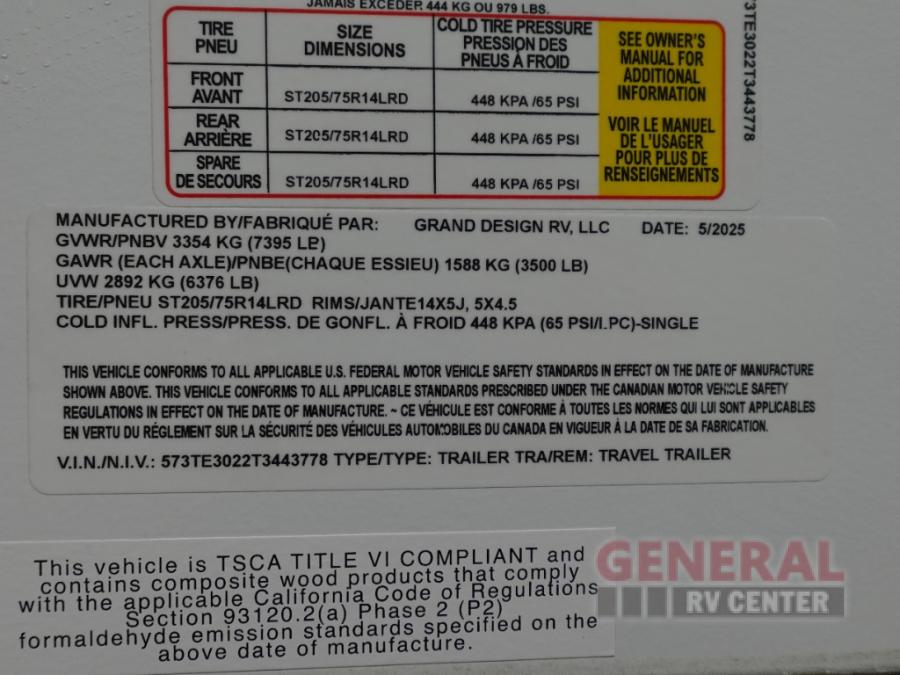 JAMAIS EXCÉDER 444 KG OU 979 LBS.
TIRE PNEU SIZE DIMENSIONS COLD TIRE PRESSURE PRESSION DES PNEUS À FROID
FRONT AVANT ST205/75R14LRD 448 KPA /65 PSI
REAR ARRIÈRE ST205/75R14LRD 448 KPA /65 PSI
SPARE DE SECOURS ST205/75R14LRD 448 KPA /65 PSI
SEE OWNER'S
MANUAL FOR
ADDITIONAL
INFORMATION
VOIR LE MANUEL
DE L'USAGER
POUR PLUS DE
RENSEIGNEMENTS
73TE3022T3443778
MANUFACTURED BY/FABRIQUÉ PAR: GRAND DESIGN RV, LLC DATE: 5/2025
GVWR/PNBV 3354 KG (7395 LB)
GAWR (EACH AXLE)/PNBE(CHAQUE ESSIEU) 1588 KG (3500 LB)
UVW 2892 KG (6376 LB)
TIRE/PNEU ST205/75R14LRD RIMS/JANTE14X5J, 5X4.5
COLD INFL. PRESS/PRESS. DE GONFL. À FROID 448 KPA (65 PSI/LPC)-SINGLE
THIS VEHICLE CONFORMS TO ALL APPLICABLE U.S. FEDERAL MOTOR VEHICLE SAFETY STANDARDS IN EFFECT ON THE DATE OF MANUFACTURE
SHOWN ABOVE. THIS VEHICLE CONFORMS TO ALL APPLICABLE STANDARDS PRESCRIBED UNDER THE CANADIAN MOTOR VEHICLE SAFETY
REGULATIONS IN EFFECT ON THE DATE OF MANUFACTURE. ~ CE VÉHICULE EST CONFORME À TOUTES LES NORMES QUI LUI SONT APPLICABLES
EN VERTU DU RÉGLEMENT SUR LA SÉCURITÉ DES VÉHICULES AUTOMOBILES DU CANADA EN VIGUEUR À LA DATE DE SA FABRICATION.
V.I.N./N.I.V.: 573TE3022T3443778 TYPE/TYPE: TRAILER TRA/REM: TRAVEL TRAILER
This vehicle is TSCA TITLE VI COMPLIANT and
contains composite wood products that comply
with the applicable California Code of Regulations
Section 93120.2(a) Phase 2 (P2)
formaldehyde emission standards specified on the
above date of manufacture.
GENERAL
RV CENTER